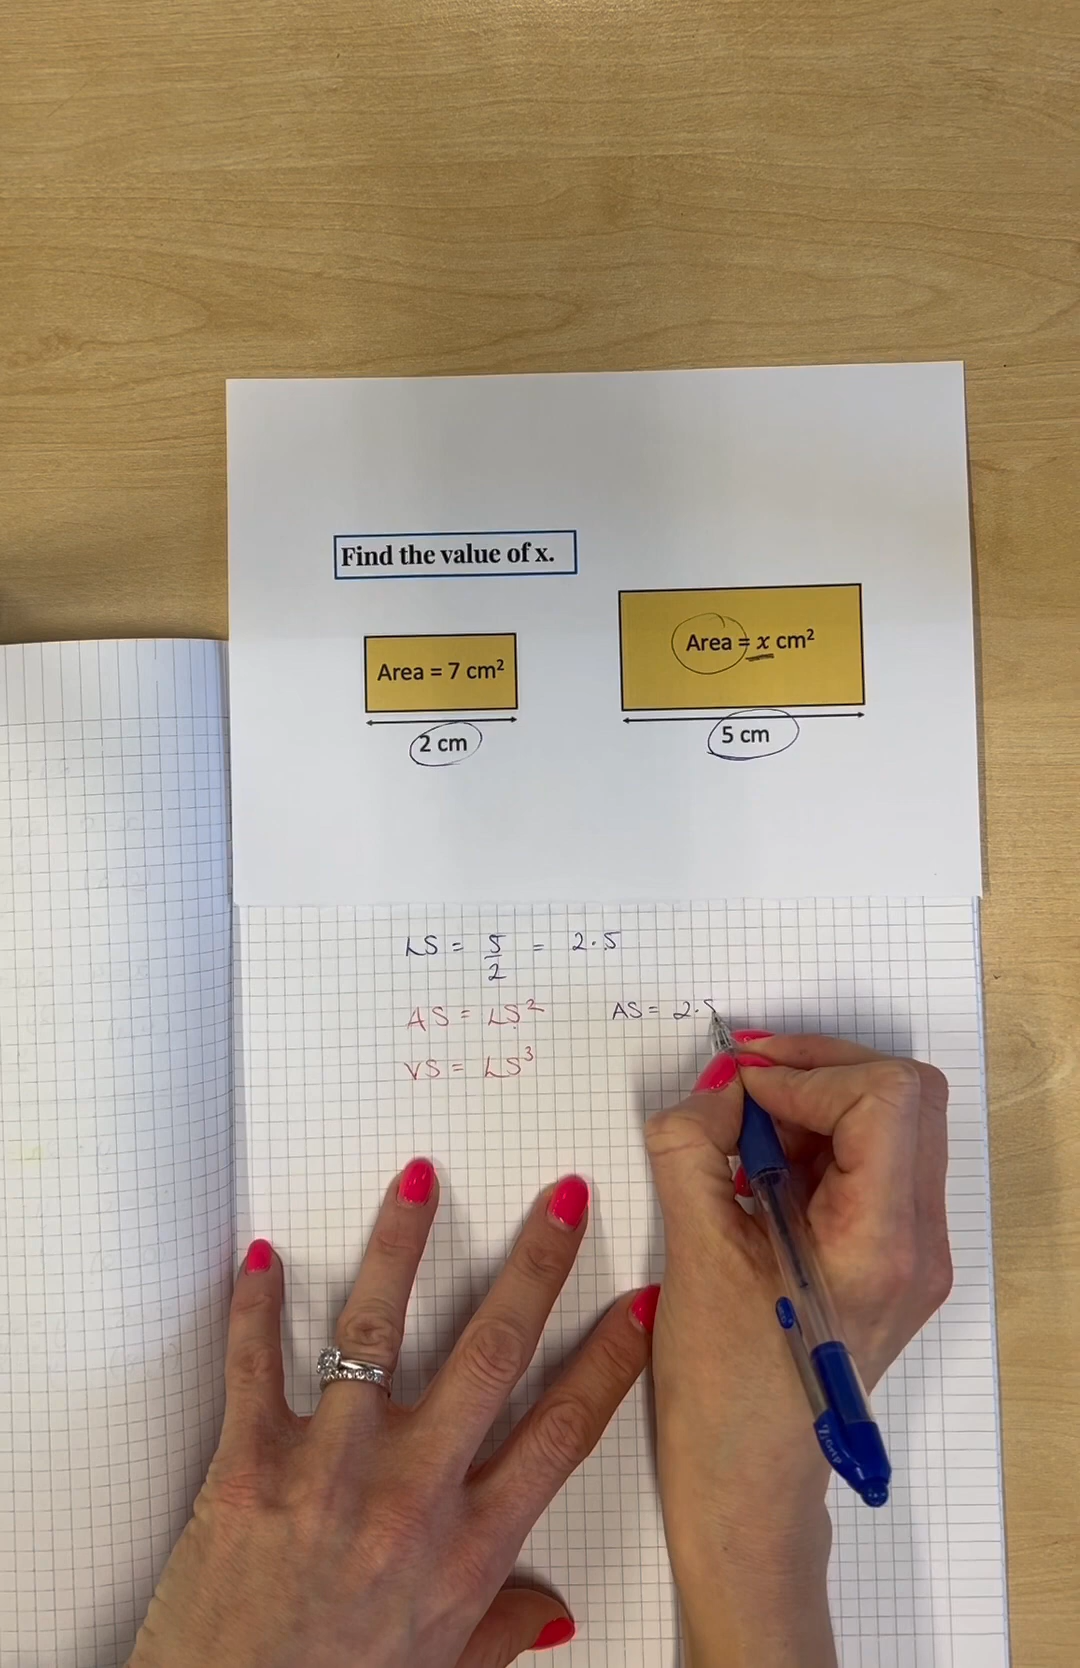 Find the value of x.
Area = 7 cm²
Area = x cm²
2 cm
5 cm
LS = 5/2 = 2.5
AS = LS²
AS = 2.5
VS = LS³